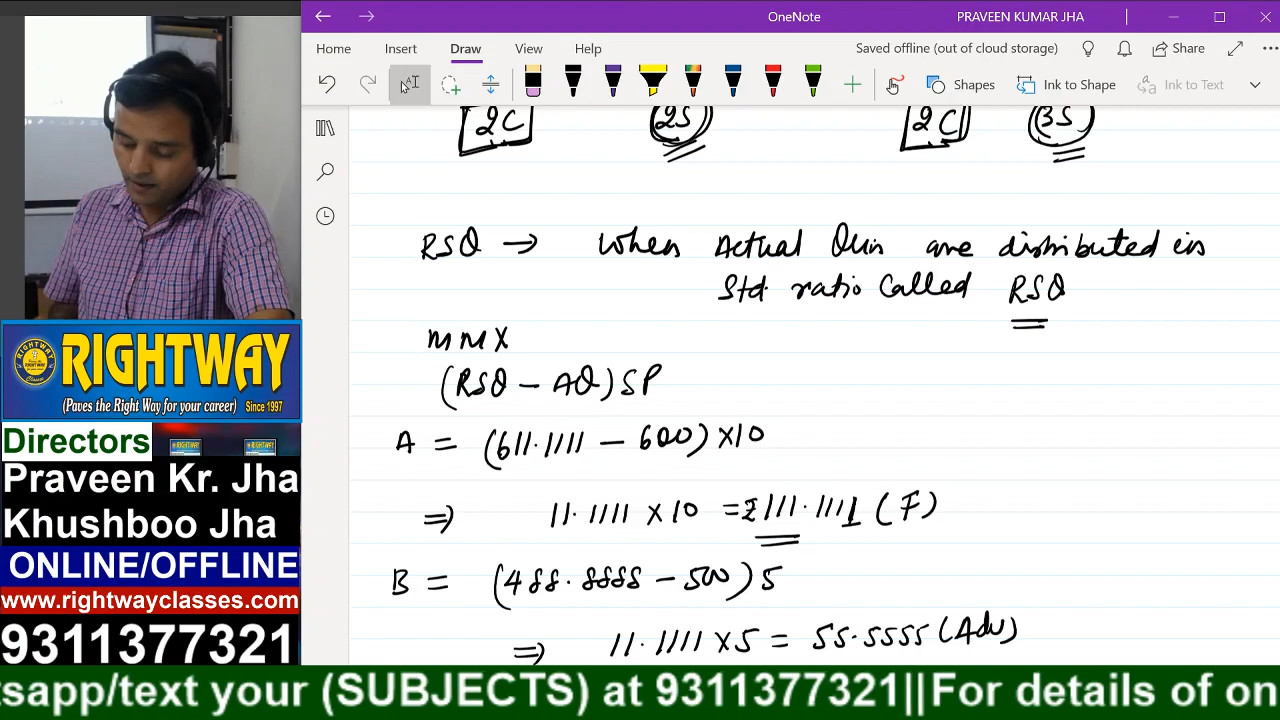 OneNote
PRAVEEN KUMAR JHA
Home Insert Draw View Help
Saved offline (out of cloud storage)
Share
Shapes
Ink to Shape
Ink to Text
2C 2S 2C 3S
RSQ → When Actual Qun are distributed in
Std. ratio Called RSQ
MMX
(RSQ - AQ) SP
A = (611.1111 - 600) ×10
⇒ 11.1111 × 10 = ₹111.1111 (F)
B = (488.8888 - 500) 5
⇒ 11.1111 × 5 = 55.5555 (Adv)
RIGHTWAY
(Paves the Right Way for your career) Since 1997
Directors
Praveen Kr. Jha
Khushboo Jha
ONLINE/OFFLINE
www.rightwayclasses.com
9311377321
tsapp/text your (SUBJECTS) at 9311377321||For details of on